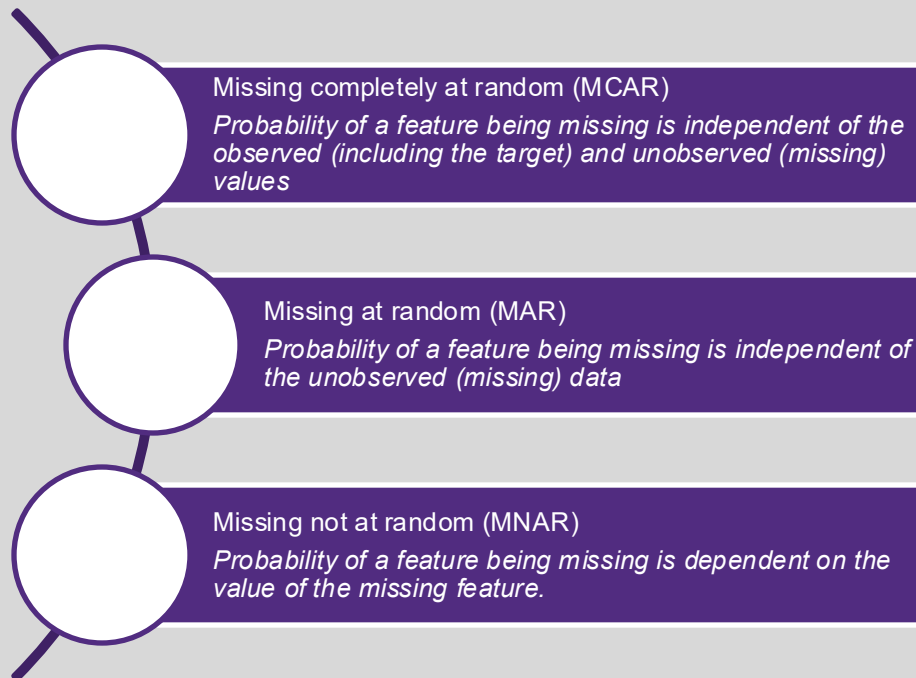 Missing completely at random (MCAR)
Probability of a feature being missing is independent of the
observed (including the target) and unobserved (missing)
values
Missing at random (MAR)
Probability of a feature being missing is independent of
the unobserved (missing) data
Missing not at random (MNAR)
Probability of a feature being missing is dependent on the
value of the missing feature.